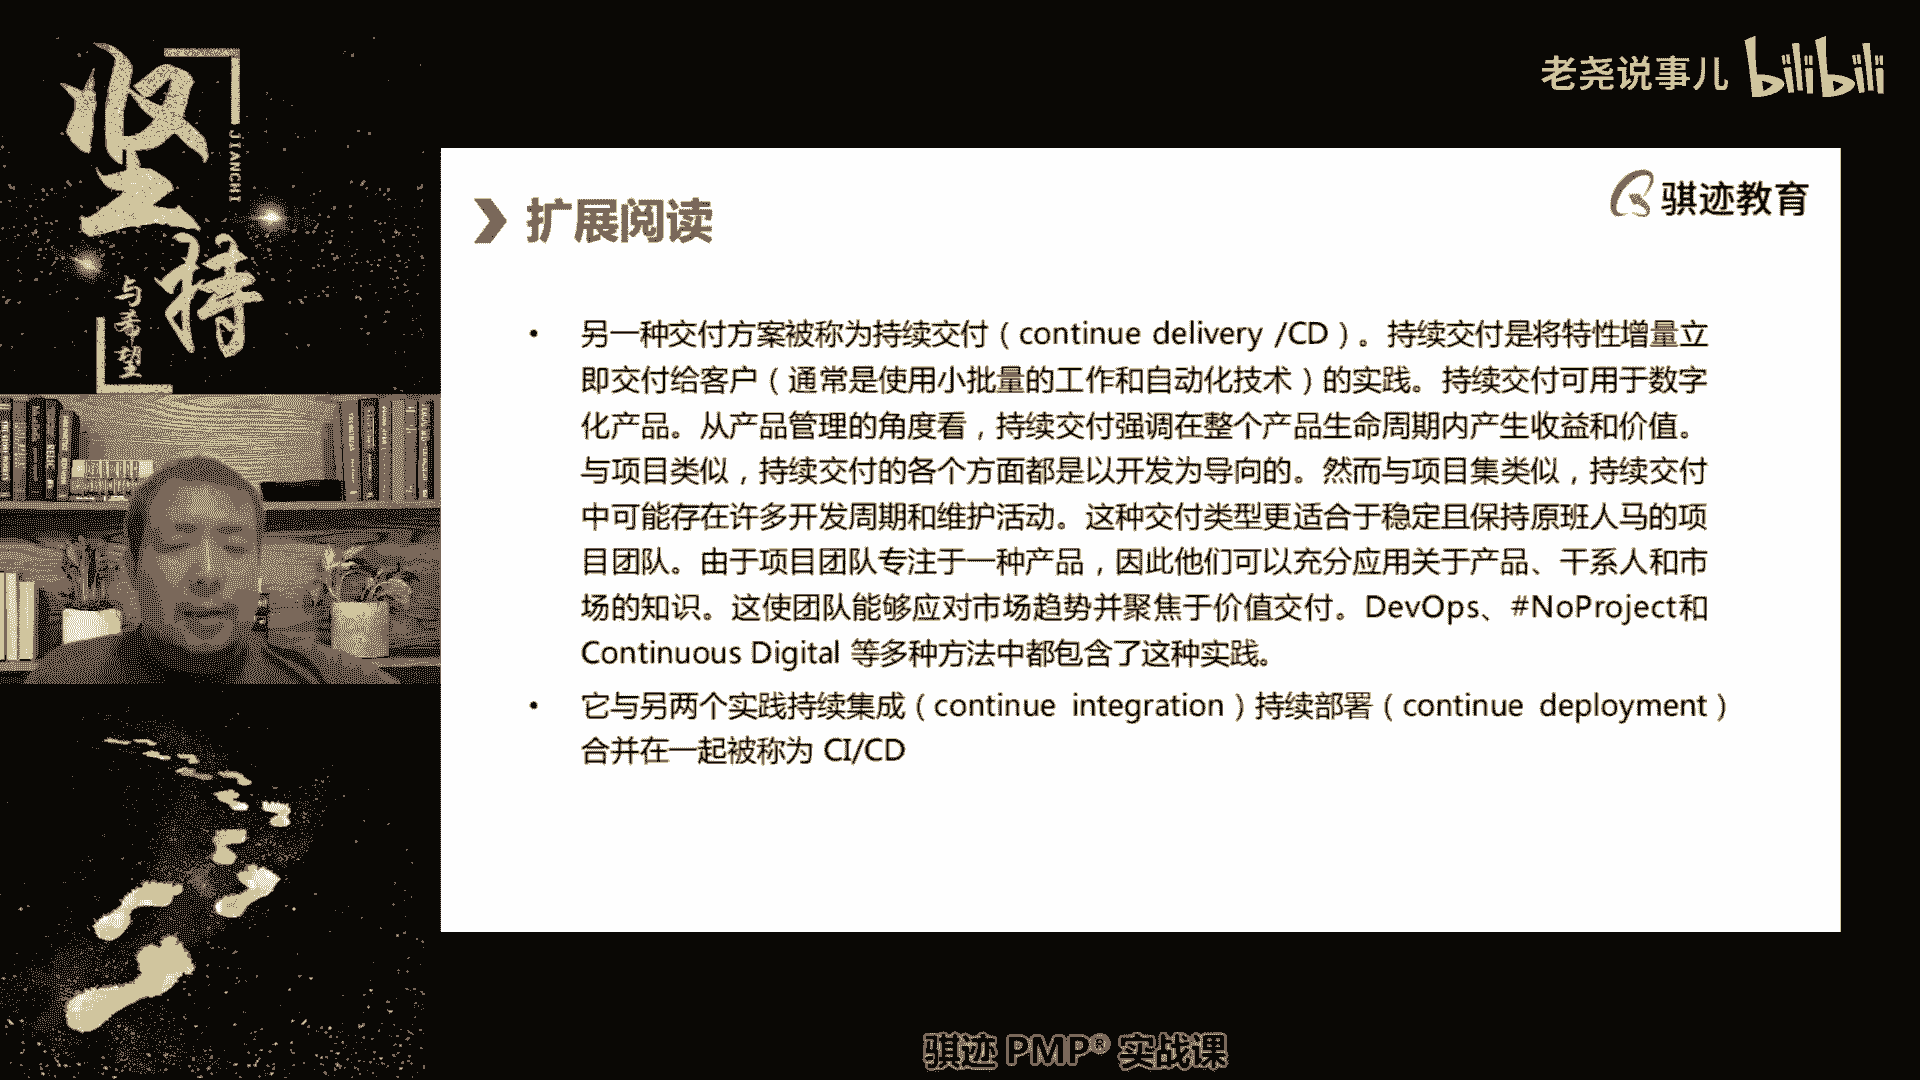 坚持
JIANCHI
与希望
老尧说事儿 bilibili
骐迹教育
扩展阅读
• 另一种交付方案被称为持续交付（continue delivery /CD）。持续交付是将特性增量立
即交付给客户（通常是使用小批量的工作和自动化技术）的实践。持续交付可用于数字
化产品。从产品管理的角度看，持续交付强调在整个产品生命周期内产生收益和价值。
与项目类似，持续交付的各个方面都是以开发为导向的。然而与项目集类似，持续交付
中可能存在许多开发周期和维护活动。这种交付类型更适合于稳定且保持原班人马的项
目团队。由于项目团队专注于一种产品，因此他们可以充分应用关于产品、干系人和市
场的知识。这使团队能够应对市场趋势并聚焦于价值交付。DevOps、#NoProject和
Continuous Digital 等多种方法中都包含了这种实践。
• 它与另两个实践持续集成（continue integration）持续部署（continue deployment）
合并在一起被称为 CI/CD
骐迹 PMP® 实战课